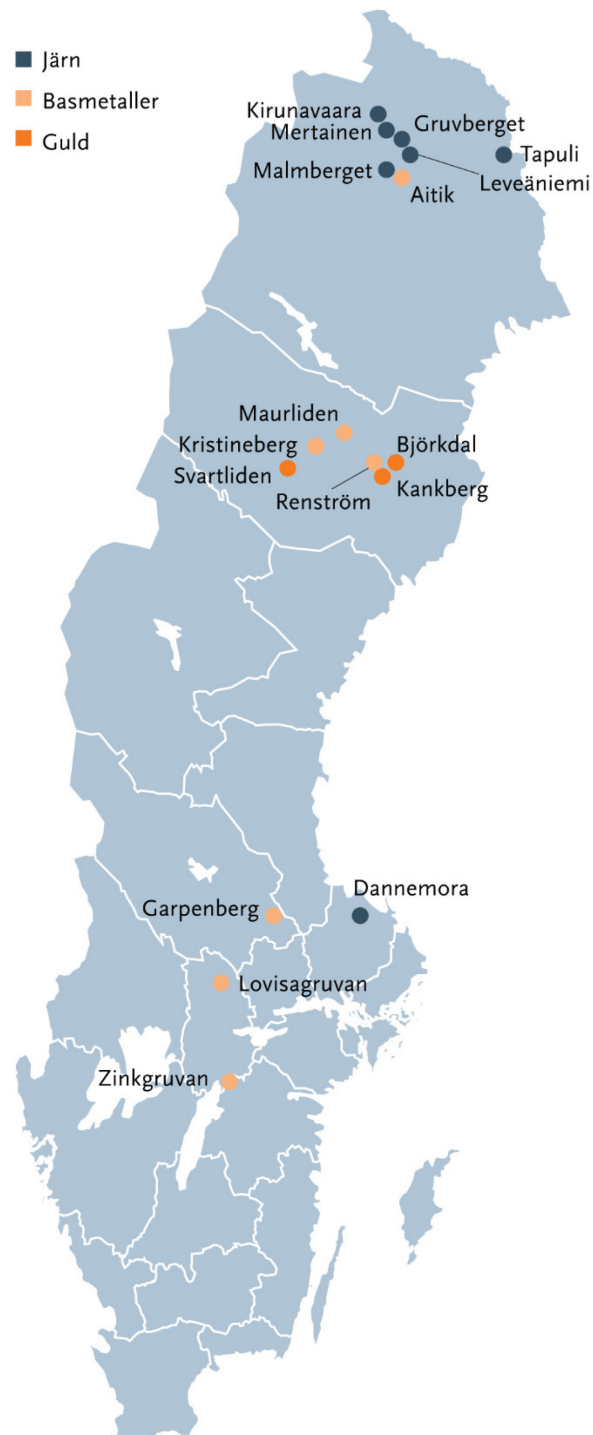 Järn
Basmetaller
Guld
Kirunavaara
Mertainen
Gruvberget
Tapuli
Leveäniemi
Malmberget
Aitik
Maurliden
Kristineberg
Björkdal
Svartliden
Renström
Kankberg
Dannemora
Garpenberg
Lovisagruvan
Zinkgruvan